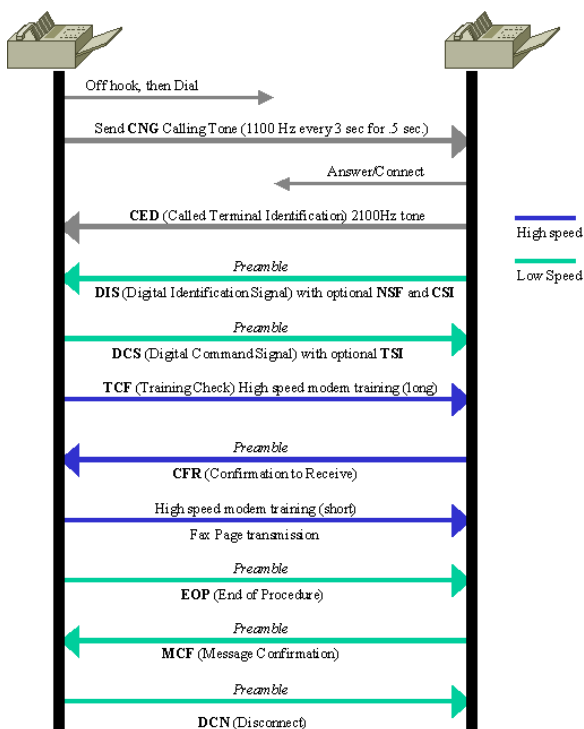 Off hook, then Dial
Send CNG Calling Tone (1100 Hz every 3 sec for .5 sec.)
Answer/Connect
CED (Called Terminal Identification) 2100Hz tone
High speed
Preamble
Low Speed
DIS (Digital Identification Signal) with optional NSF and CSI
Preamble
DCS (Digital Command Signal) with optional TSI
TCF (Training Check) High speed modem training (long)
Preamble
CFR (Confirmation to Receive)
High speed modem training (short)
Fax Page transmission
Preamble
EOP (End of Procedure)
Preamble
MCF (Message Confirmation)
Preamble
DCN (Disconnect)